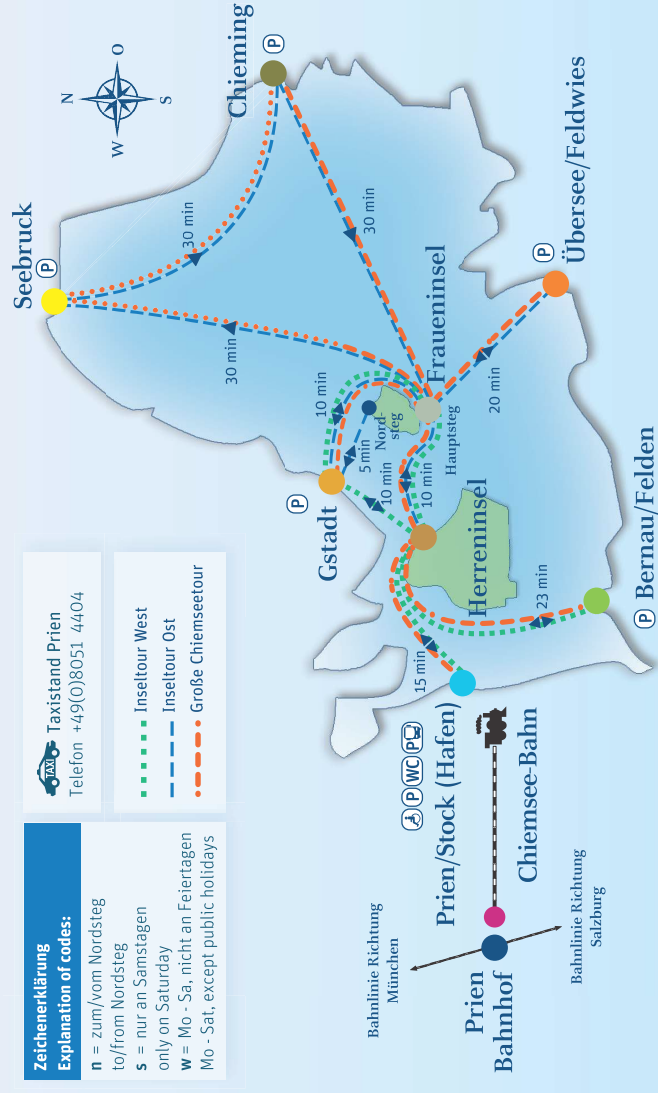 Zeichenerklärung
Explanation of codes:
n = zum/vom Nordsteg
to/from Nordsteg
s = nur an Samstagen
only on Saturday
w = Mo - Sa, nicht an Feiertagen
Mo - Sat, except public holidays
TAXI
Taxistand Prien
Telefon +49(0)8051 4404
Inseltour West
Inseltour Ost
Große Chiemseetour
Seebruck
P
N
W
O
S
Chieming
P
30 min
30 min
30 min
P
Gstadt
10 min
5 min
Nord-
steg
10 min
10 min
Fraueninsel
Hauptsteg
20 min
P
Übersee/Feldwies
Herreninsel
15 min
23 min
P
Bernau/Felden
P
WC
P
Prien/Stock (Hafen)
Chiemsee-Bahn
Bahnlinie Richtung
München
Prien
Bahnhof
Bahnlinie Richtung
Salzburg